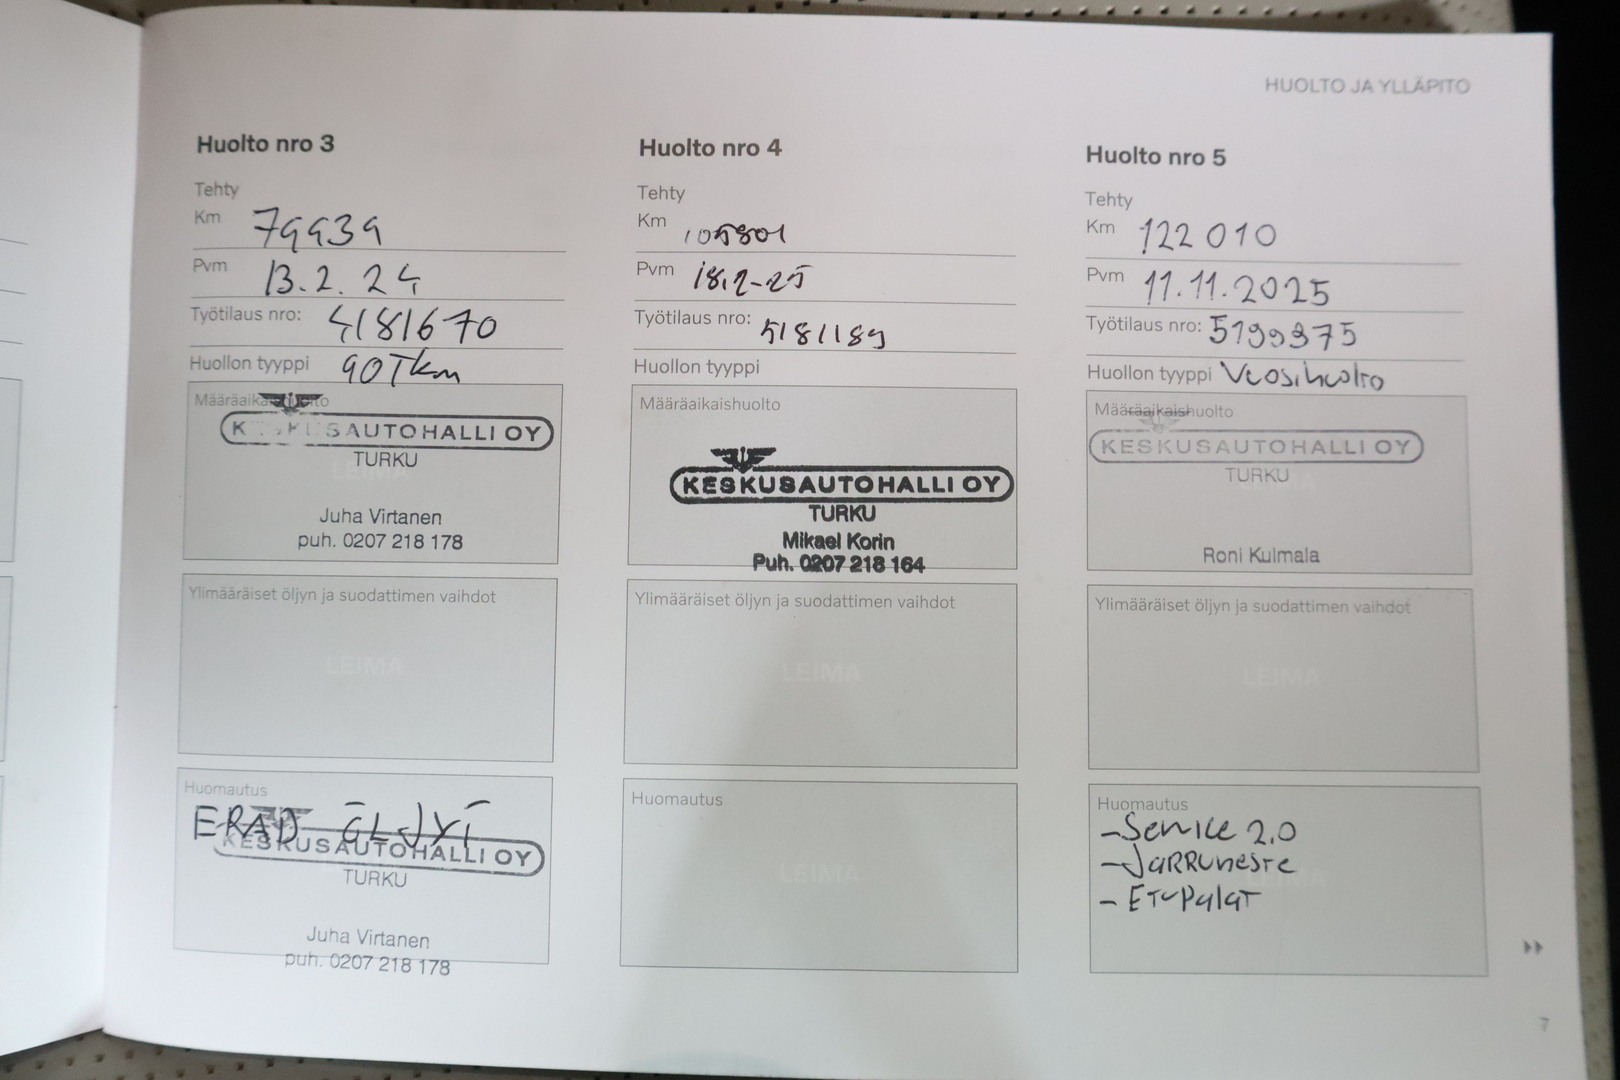 HUOLTO JA YLLÄPITO
Huolto nro 3
Tehty
Km 79939
Pvm 13.2.24
Työtilaus nro: 4181670
Huollon tyyppi 90Tkm
Määräaikaishuolto
KESKUSAUTOHALLI OY
TURKU
Juha Virtanen
puh. 0207 218 178
Ylimääräiset öljyn ja suodattimen vaihdot
LEIMA
Huomautus
ERAD ÖLJYÍ
KESKUSAUTOHALLI OY
TURKU
Juha Virtanen
puh. 0207 218 178
Huolto nro 4
Tehty
Km 105801
Pvm 18.2-25
Työtilaus nro: 5181189
Huollon tyyppi
Määräaikaishuolto
KESKUSAUTOHALLI OY
TURKU
Mikael Korin
Puh. 0207 218 164
Ylimääräiset öljyn ja suodattimen vaihdot
LEIMA
Huomautus
LEIMA
Huolto nro 5
Tehty
Km 122 010
Pvm 11.11.2025
Työtilaus nro: 5199375
Huollon tyyppi Vuosihuolto
Määräaikaishuolto
KESKUSAUTOHALLI OY
TURKU
Roni Kulmala
Ylimääräiset öljyn ja suodattimen vaihdot
LEIMA
Huomautus
- Service 2.0
- Jarruneste
- Etupalat
7